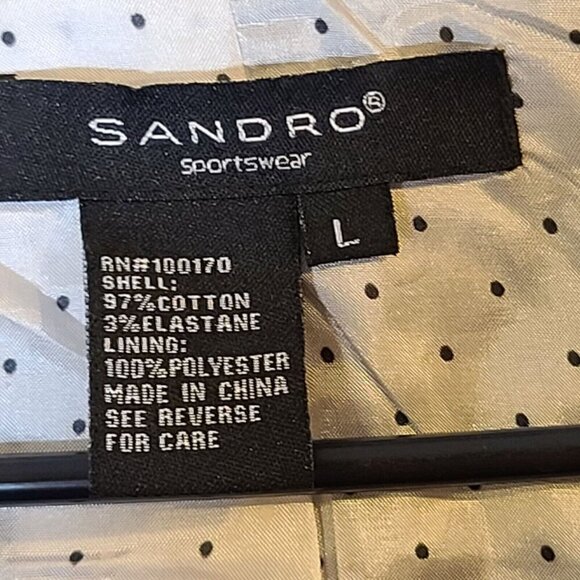 SANDRO®
Sportswear
L
RN#100170
SHELL:
97%COTTON
3%ELASTANE
LINING:
100%POLYESTER
MADE IN CHINA
SEE REVERSE
FOR CARE